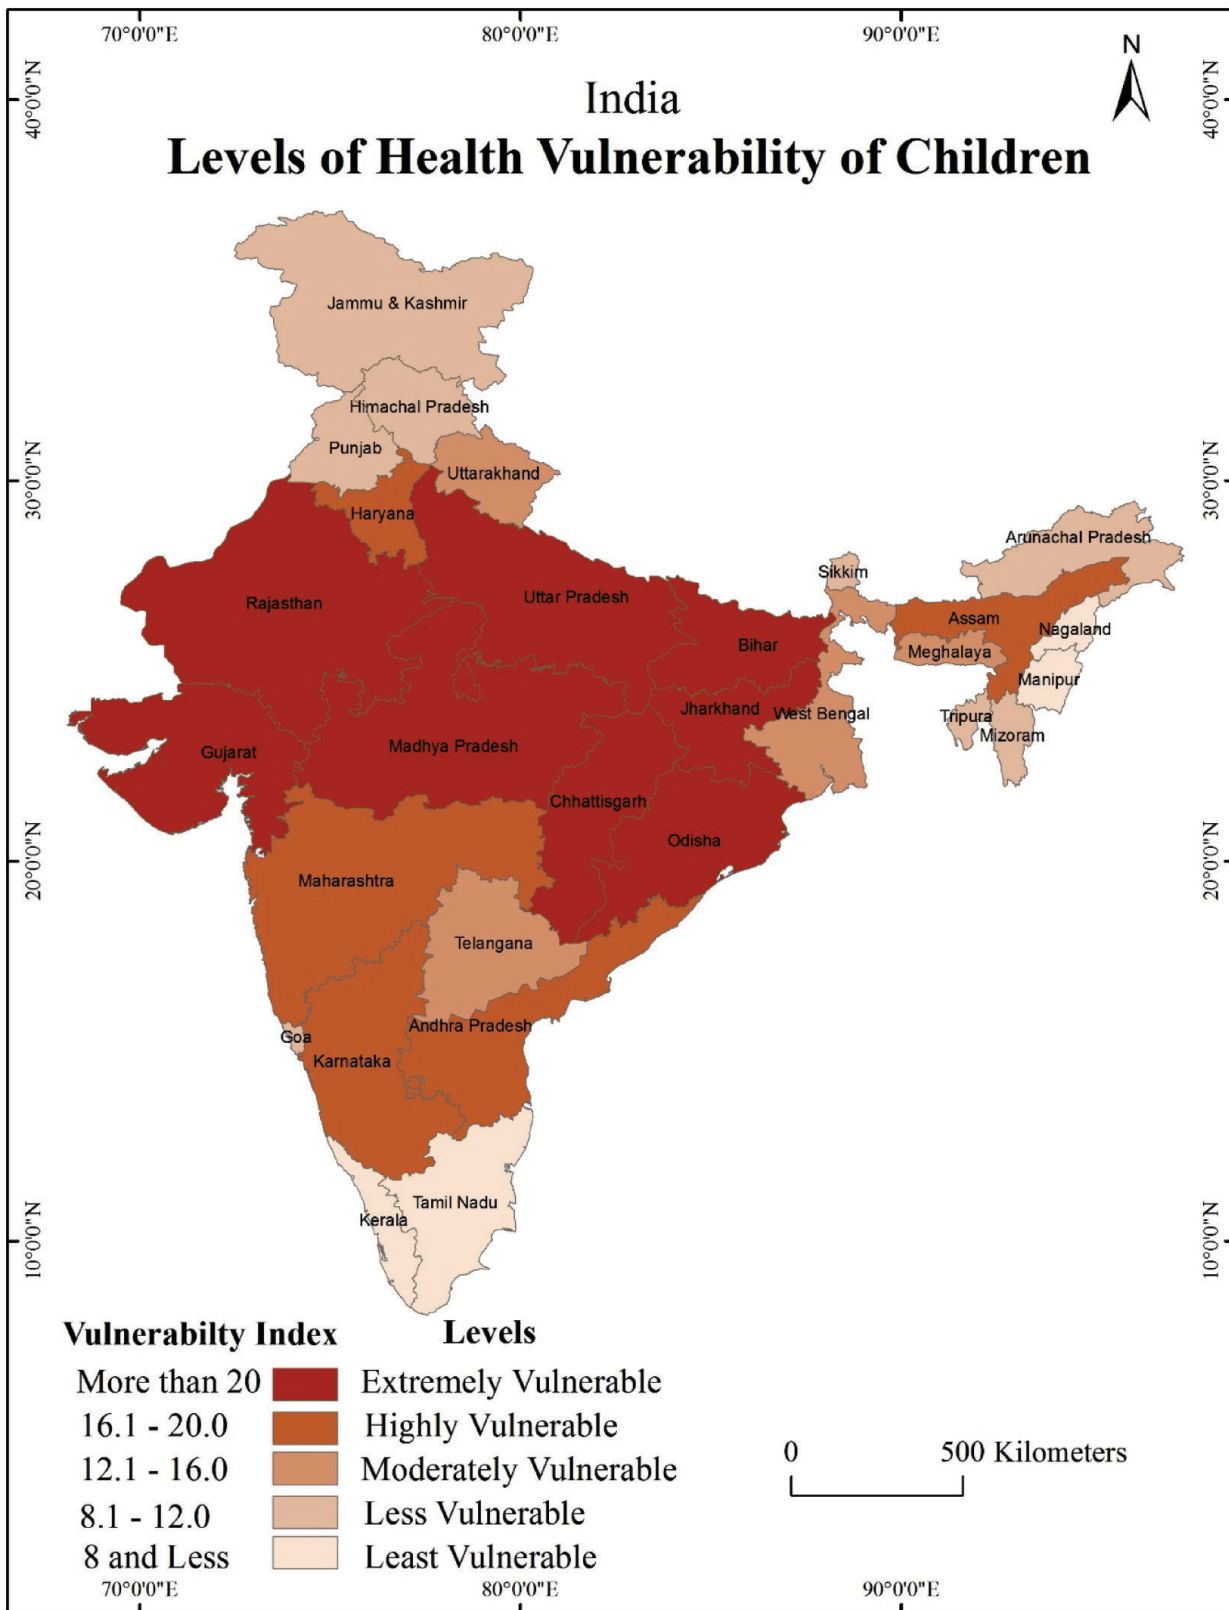 70°0'0"E 80°0'0"E 90°0'0"E
N
40°0'0"N 40°0'0"N
India
Levels of Health Vulnerability of Children
Jammu & Kashmir
Himachal Pradesh
Punjab
Uttarakhand
30°0'0"N 30°0'0"N
Haryana
Arunachal Pradesh
Sikkim
Rajasthan
Uttar Pradesh
Assam
Nagaland
Bihar
Meghalaya
Manipur
Jharkhand
West Bengal
Tripura
Mizoram
Gujarat
Madhya Pradesh
Chhattisgarh
Odisha
20°0'0"N 20°0'0"N
Maharashtra
Telangana
Andhra Pradesh
Goa
Karnataka
Tamil Nadu
Kerala
10°0'0"N 10°0'0"N
Vulnerabilty Index Levels
More than 20 Extremely Vulnerable
16.1 - 20.0 Highly Vulnerable
12.1 - 16.0 Moderately Vulnerable
8.1 - 12.0 Less Vulnerable
8 and Less Least Vulnerable
0 500 Kilometers
70°0'0"E 80°0'0"E 90°0'0"E